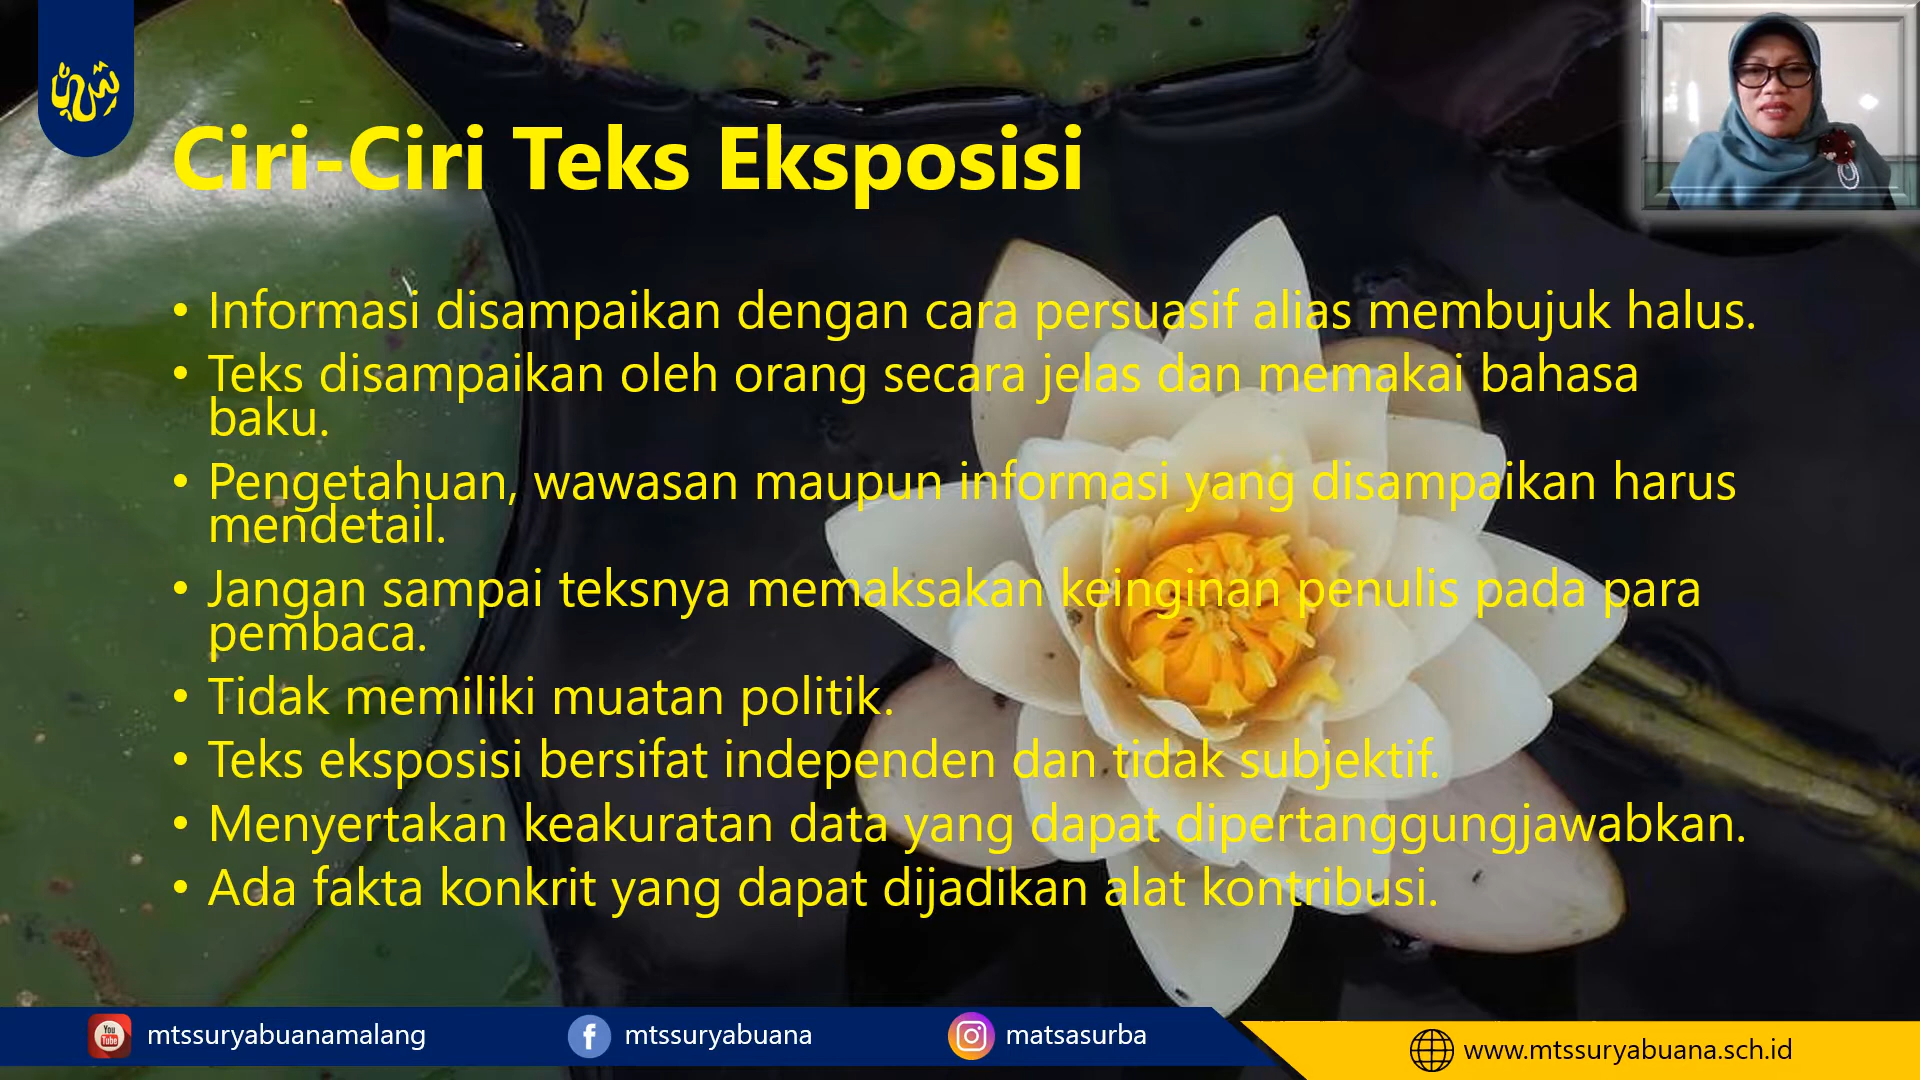 Ciri-Ciri Teks Eksposisi
• Informasi disampaikan dengan cara persuasif alias membujuk halus.
• Teks disampaikan oleh orang secara jelas dan memakai bahasa
baku.
• Pengetahuan, wawasan maupun informasi yang disampaikan harus
mendetail.
• Jangan sampai teksnya memaksakan keinginan penulis pada para
pembaca.
• Tidak memiliki muatan politik.
• Teks eksposisi bersifat independen dan tidak subjektif.
• Menyertakan keakuratan data yang dapat dipertanggungjawabkan.
• Ada fakta konkrit yang dapat dijadikan alat kontribusi.
You Tube
mtssuryabuanamalang
mtssuryabuana
matsasurba
www.mtssuryabuana.sch.id